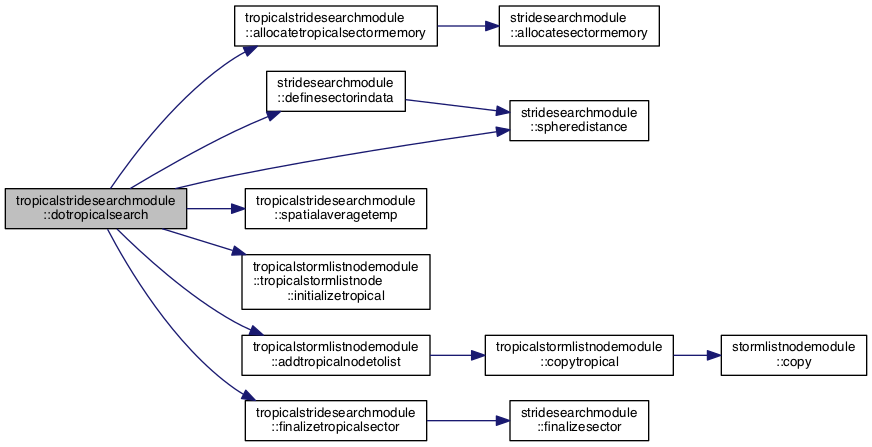 tropicalstridesearchmodule
::allocatetropicalsectormemory
stridesearchmodule
::allocatesectormemory
stridesearchmodule
::definesectorindata
stridesearchmodule
::spheredistance
tropicalstridesearchmodule
::dotropicalsearch
tropicalstridesearchmodule
::spatialaveragetemp
tropicalstormlistnodemodule
::tropicalstormlistnode
::initializetropical
tropicalstormlistnodemodule
::addtropicalnodetolist
tropicalstormlistnodemodule
::copytropical
stormlistnodemodule
::copy
tropicalstridesearchmodule
::finalizetropicalsector
stridesearchmodule
::finalizesector